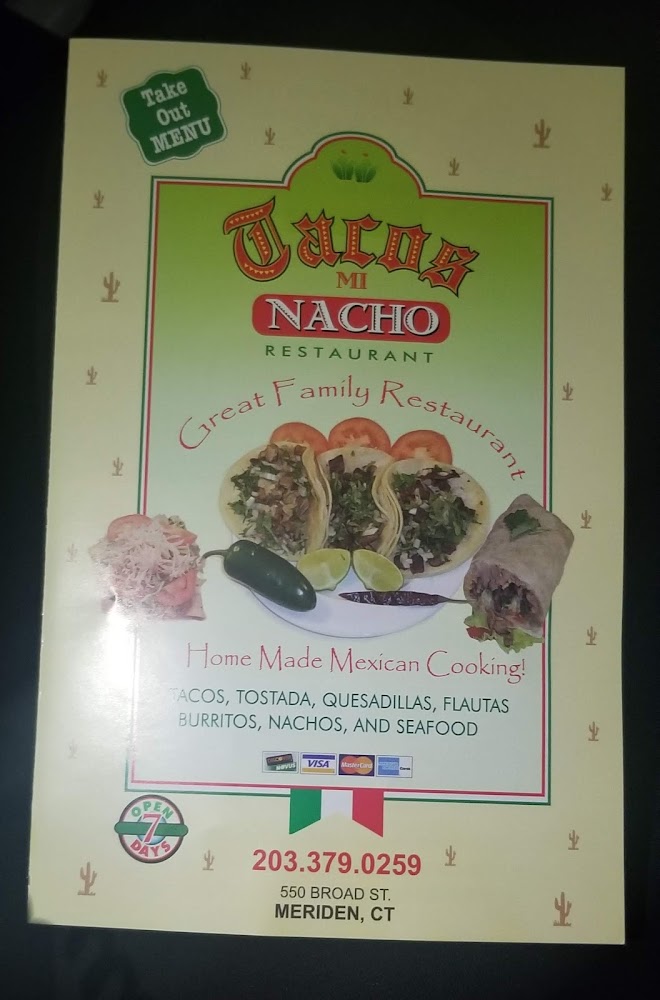 Take
Out
MENU
Tacos
MI
NACHO
RESTAURANT
Great Family Restaurant
Home Made Mexican Cooking!
TACOS, TOSTADA, QUESADILLAS, FLAUTAS
BURRITOS, NACHOS, AND SEAFOOD
NOVUS VISA MasterCard
OPEN
7
DAYS
203.379.0259
550 BROAD ST.
MERIDEN, CT